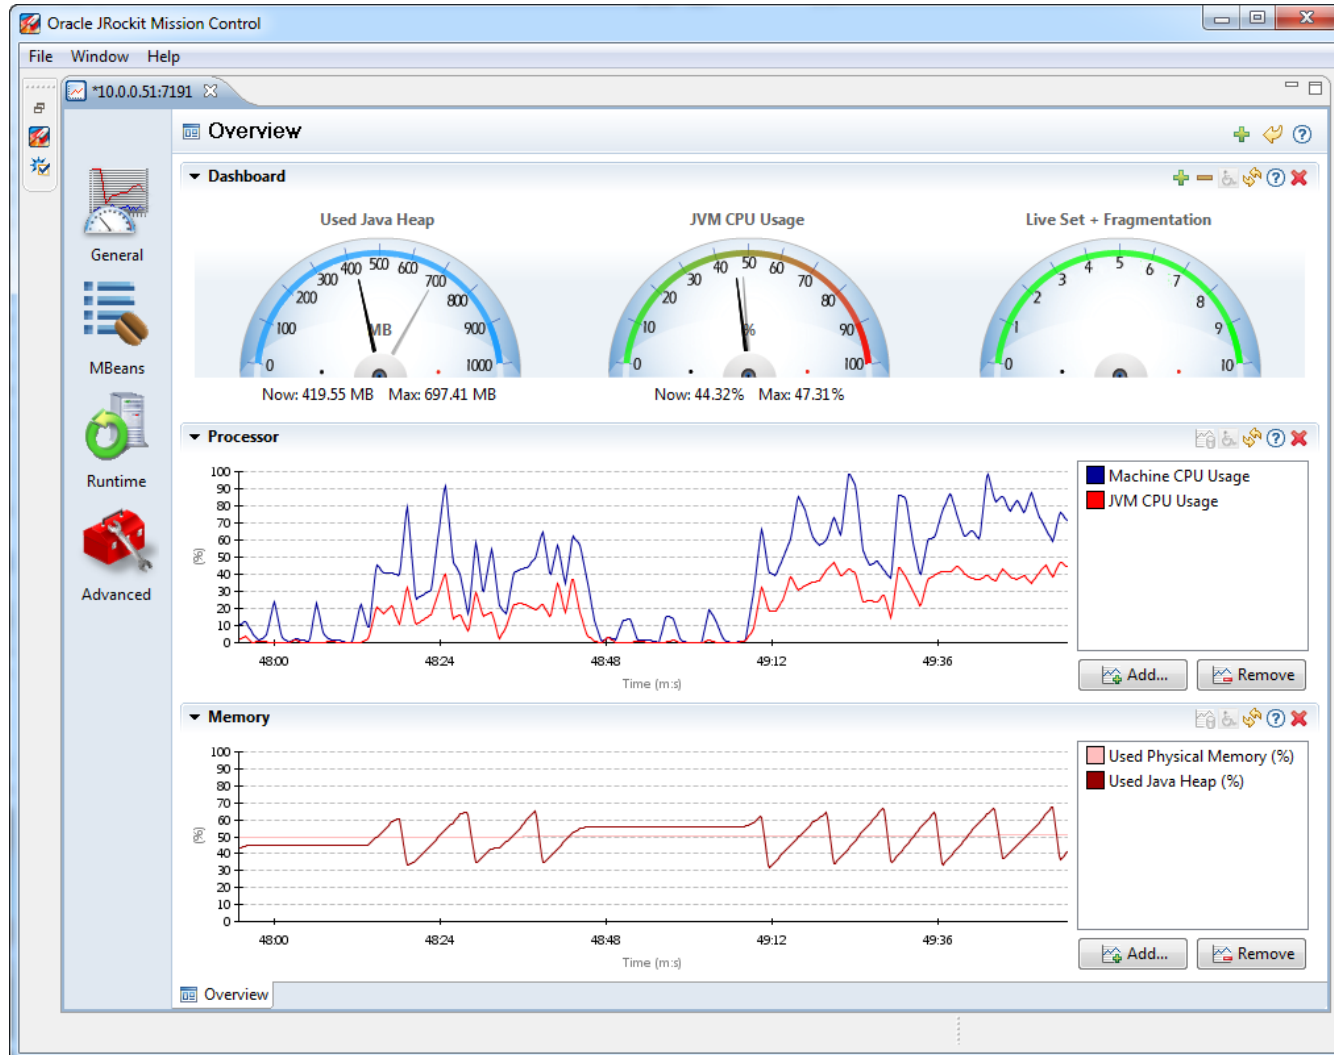 Oracle JRockit Mission Control
File Window Help
*10.0.0.51:7191
Overview
Dashboard
General
MBeans
Runtime
Advanced
Used Java Heap
0 100 200 300 400 500 600 700 800 900 1000
MB
Now: 419.55 MB Max: 697.41 MB
JVM CPU Usage
0 10 20 30 40 50 60 70 80 90 100
%
Now: 44.32% Max: 47.31%
Live Set + Fragmentation
0 1 2 3 4 5 6 7 8 9 10
Processor
100
90
80
70
60
50
40
30
20
10
0
(%)
48:00 48:24 48:48 49:12 49:36
Time (m:s)
Machine CPU Usage
JVM CPU Usage
Add... Remove
Memory
100
90
80
70
60
50
40
30
20
10
0
(%)
48:00 48:24 48:48 49:12 49:36
Time (m:s)
Used Physical Memory (%)
Used Java Heap (%)
Add... Remove
Overview